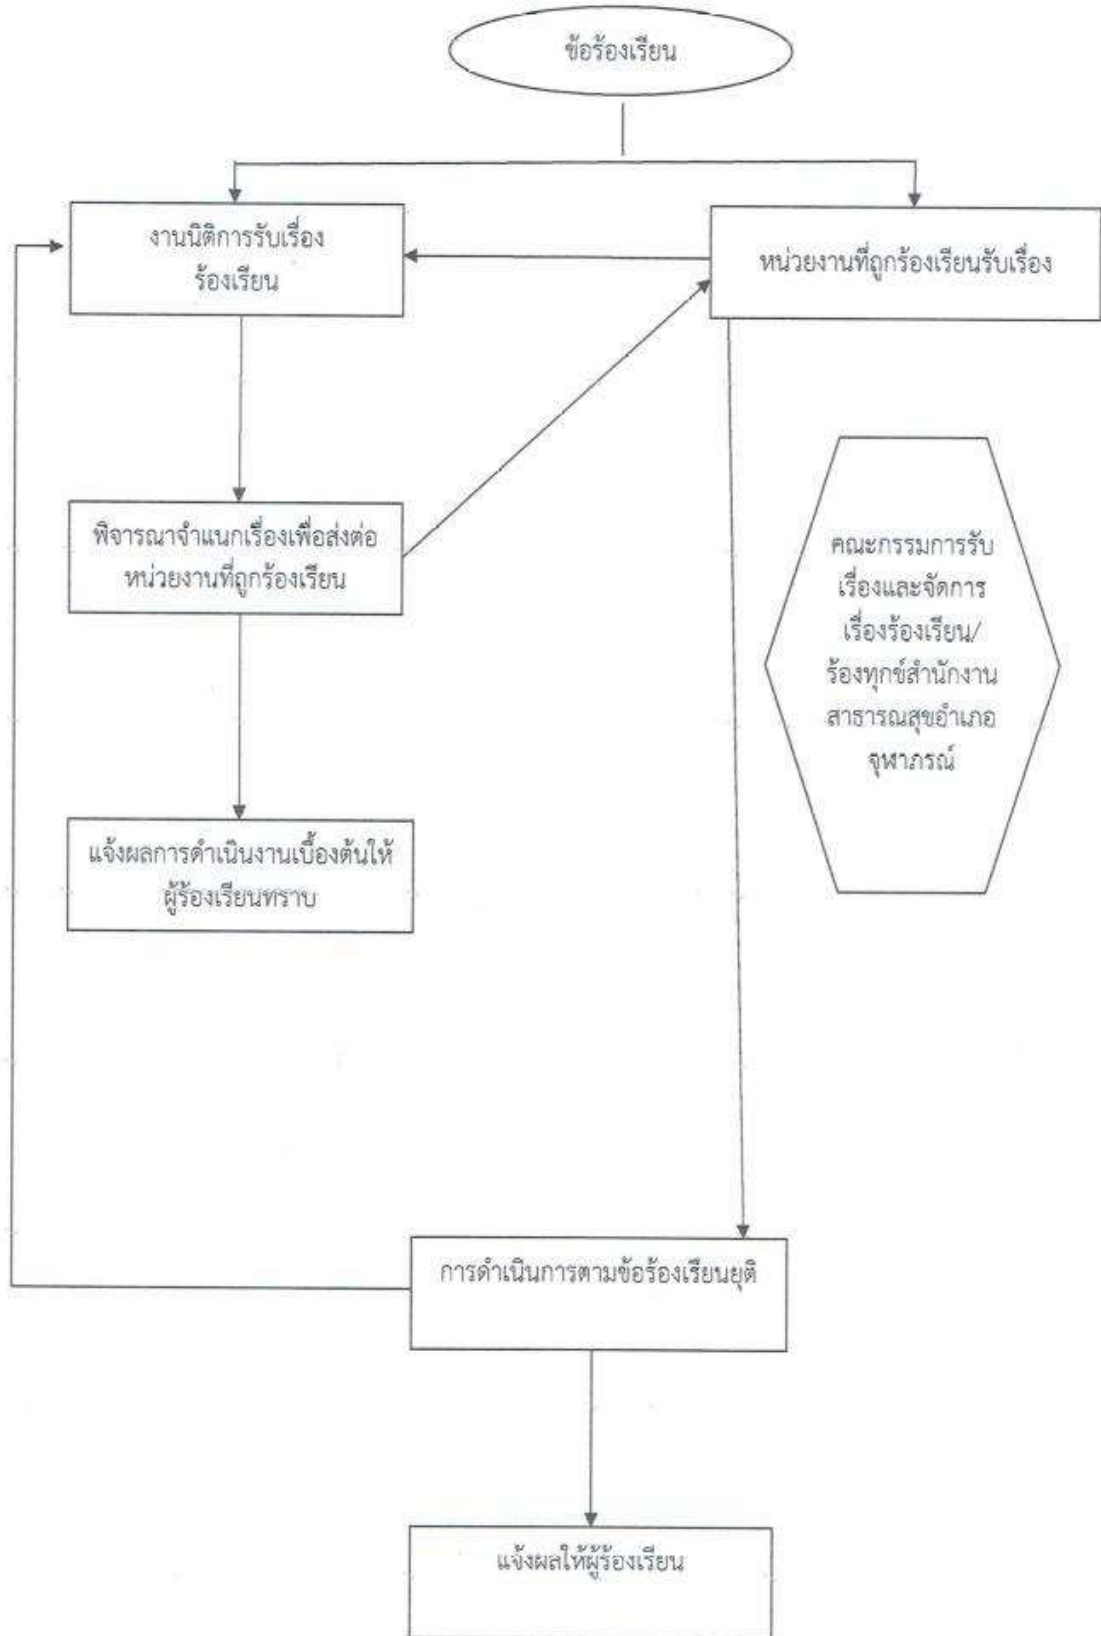 ข้อร้องเรียน
งานนิติการรับเรื่อง
ร้องเรียน
หน่วยงานที่ถูกร้องเรียนรับเรื่อง
พิจารณาจำแนกเรื่องเพื่อส่งต่อ
หน่วยงานที่ถูกร้องเรียน
คณะกรรมการรับ
เรื่องและจัดการ
เรื่องร้องเรียน/
ร้องทุกข์สำนักงาน
สาธารณสุขอำเภอ
จุฬาภรณ์
แจ้งผลการดำเนินงานเบื้องต้นให้
ผู้ร้องเรียนทราบ
การดำเนินการตามข้อร้องเรียนยุติ
แจ้งผลให้ผู้ร้องเรียน